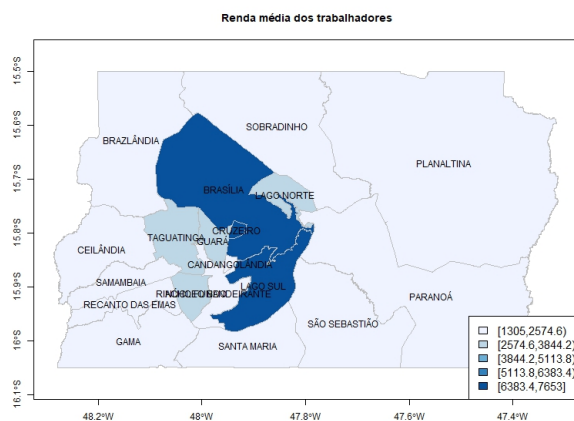 Renda média dos trabalhadores
15.5°S
15.6°S
15.7°S
15.8°S
15.9°S
16°S
16.1°S
BRAZLÂNDIA
SOBRADINHO
PLANALTINA
BRASÍLIA
LAGO NORTE
CRUZEIRO
TAGUATINGA
GUARÁ
CEILÂNDIA
CANDANGOLÂNDIA
SAMAMBAIA
LAGO SUL
RECANTO DAS EMAS
PARANOÁ
SÃO SEBASTIÃO
GAMA
SANTA MARIA
[1305,2574.6)
[2574.6,3844.2)
[3844.2,5113.8)
[5113.8,6383.4)
[6383.4,7653]
48.2°W
48°W
47.8°W
47.6°W
47.4°W